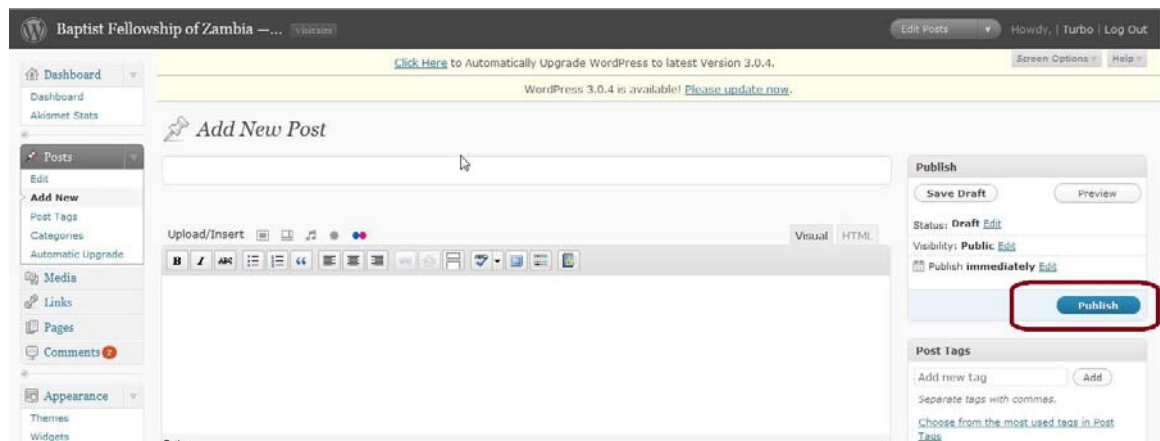 Baptist Fellowship of Zambia —... Visit site
Edit Posts
Howdy, | Turbo | Log Out
Click Here to Automatically Upgrade WordPress to latest Version 3.0.4.
Screen Options
Help
WordPress 3.0.4 is available! Please update now.
Dashboard
Dashboard
Akismet Stats
Posts
Edit
Add New
Post Tags
Categories
Automatic Upgrade
Media
Links
Pages
Comments 2
Appearance
Themes
Widgets
Add New Post
Upload/Insert
Visual HTML
B I ABC
Publish
Save Draft
Preview
Status: Draft Edit
Visibility: Public Edit
Publish immediately Edit
Publish
Post Tags
Add new tag
Add
Separate tags with commas.
Choose from the most used tags in Post
Tags